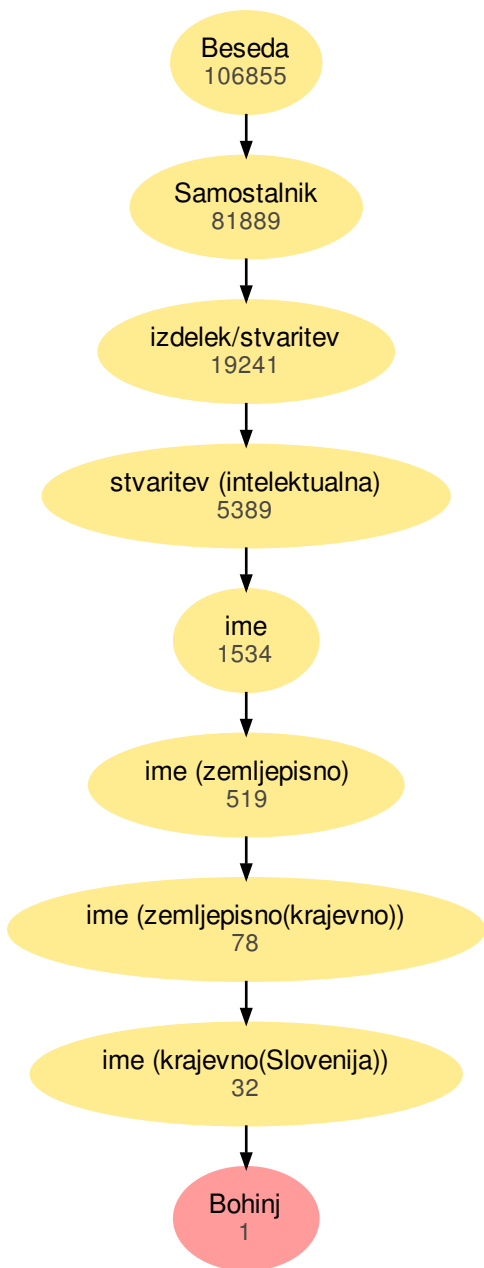 Beseda
106855
Samostalnik
81889
izdelek/stvaritev
19241
stvaritev (intelektualna)
5389
ime
1534
ime (zemljepisno)
519
ime (zemljepisno(krajevno))
78
ime (krajevno(Slovenija))
32
Bohinj
1